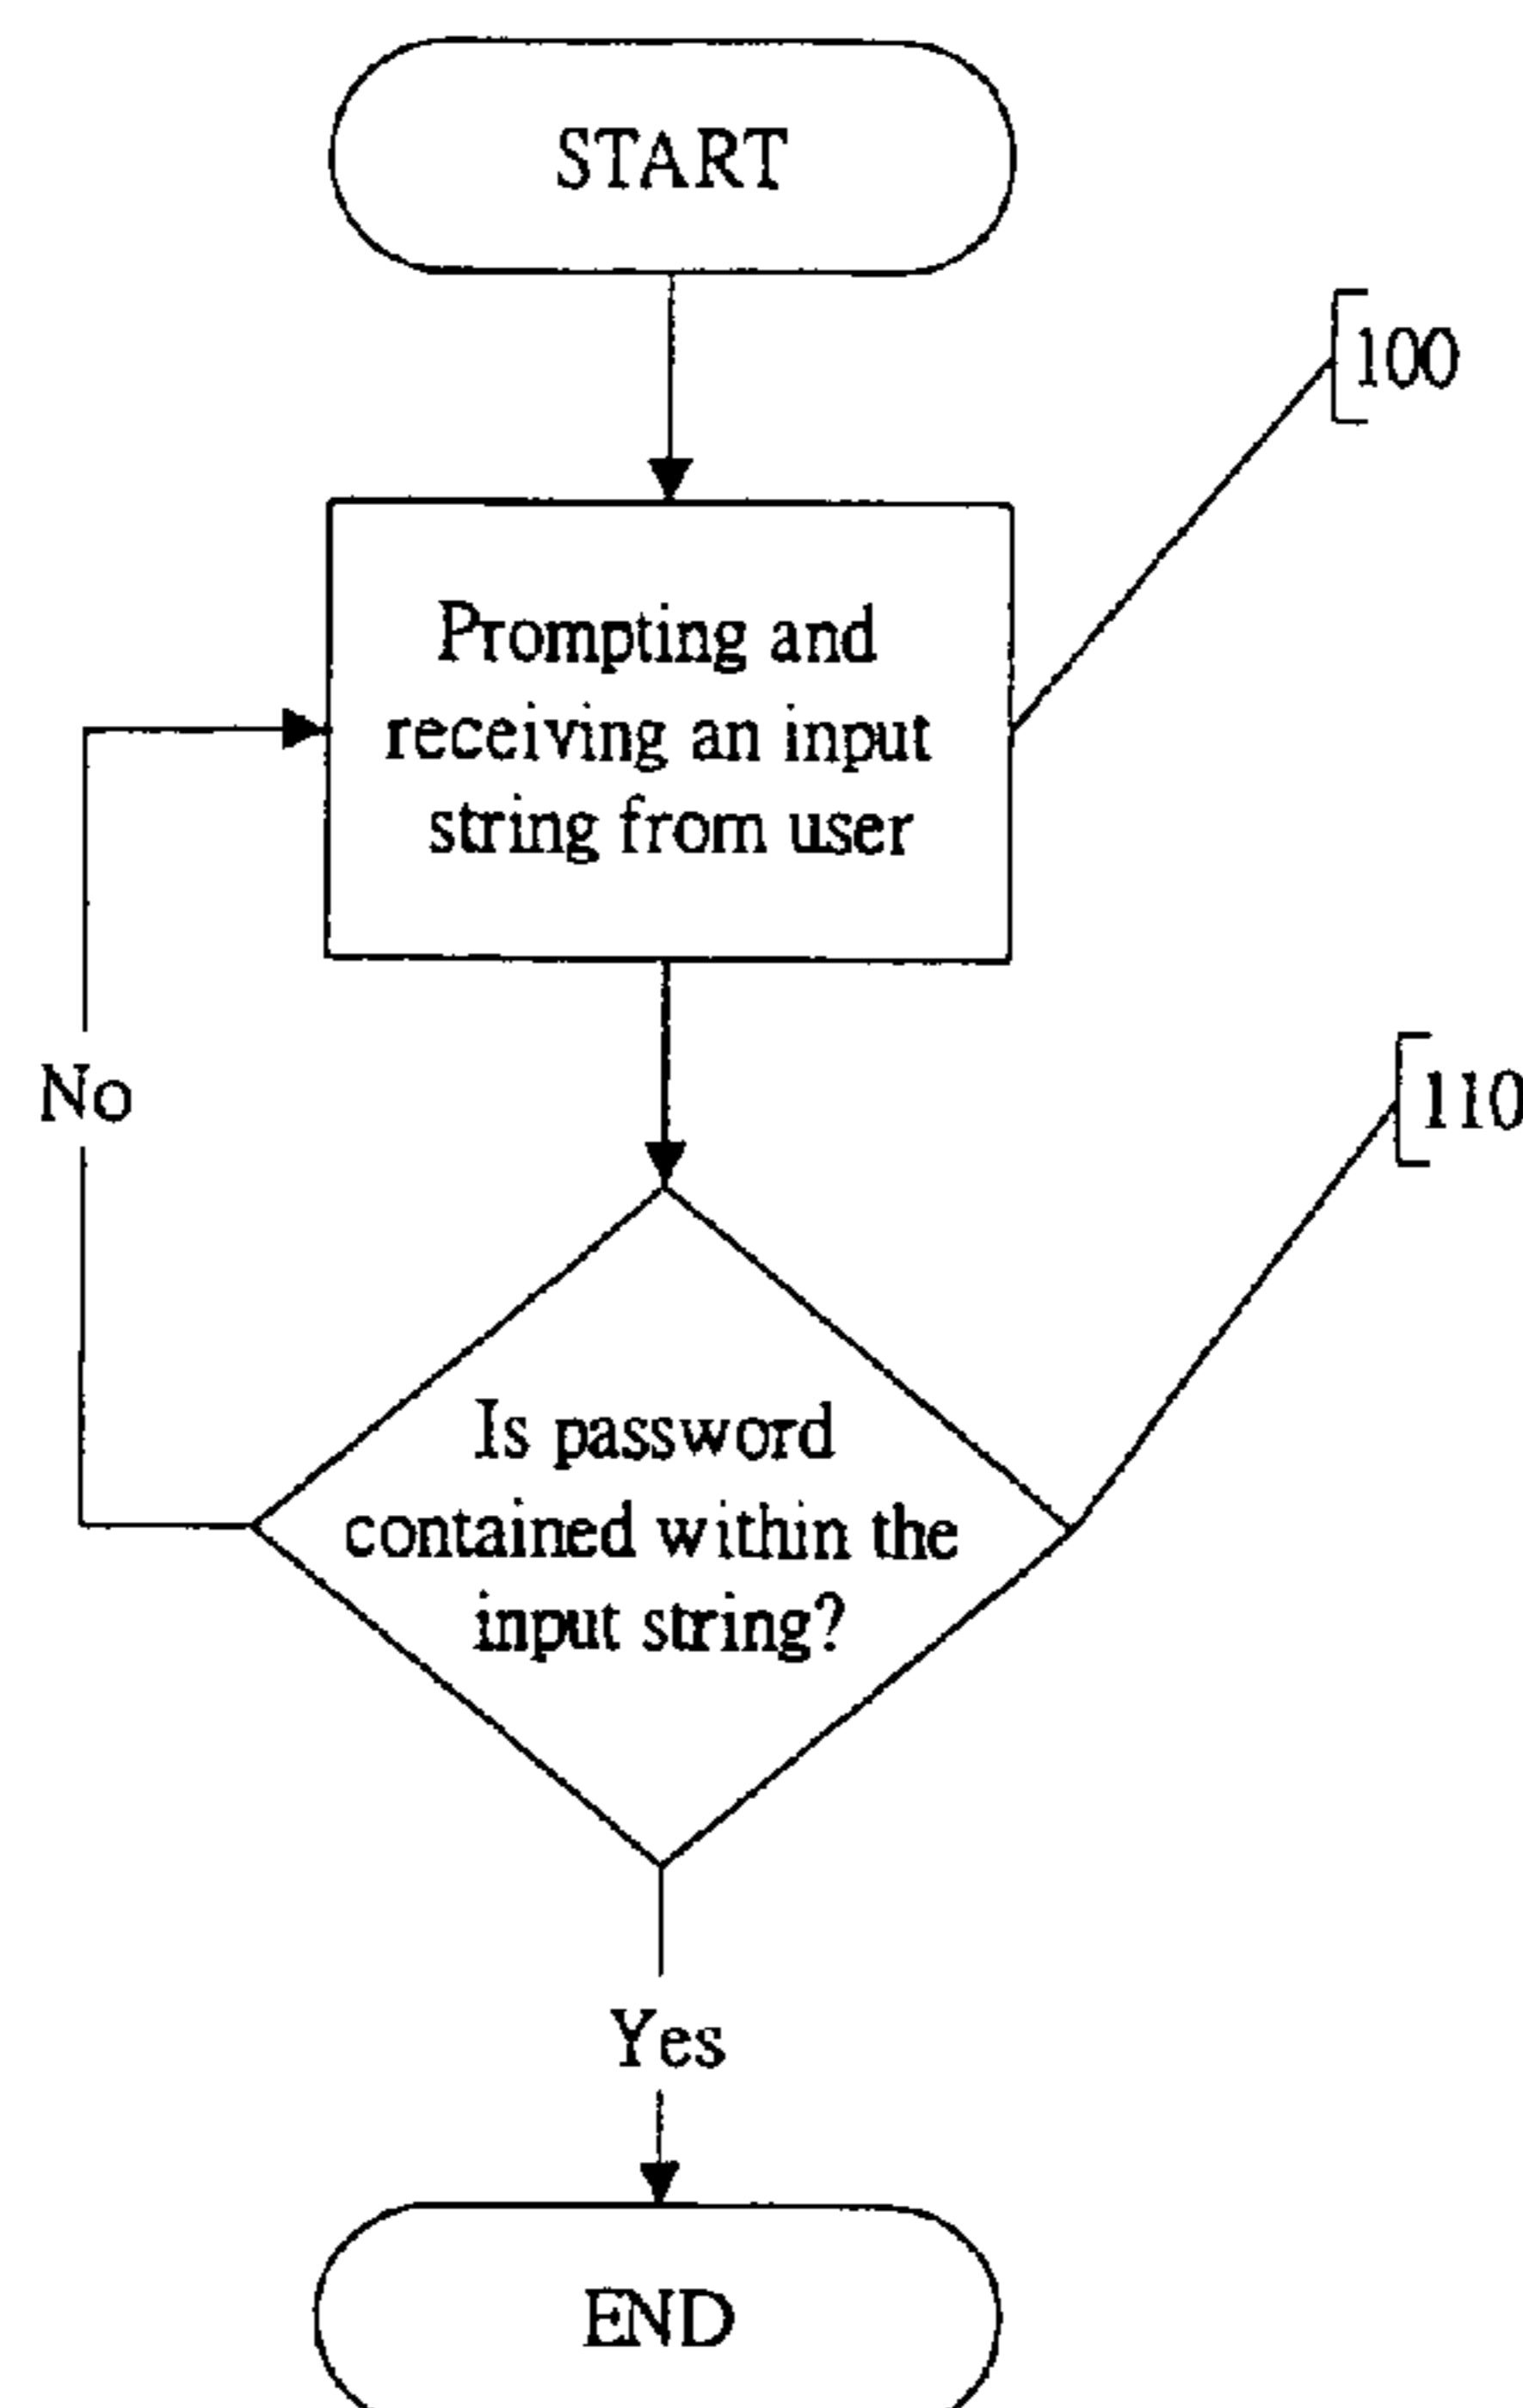 START
100
Prompting and
receiving an input
string from user
No
110
Is password
contained within the
input string?
Yes
END